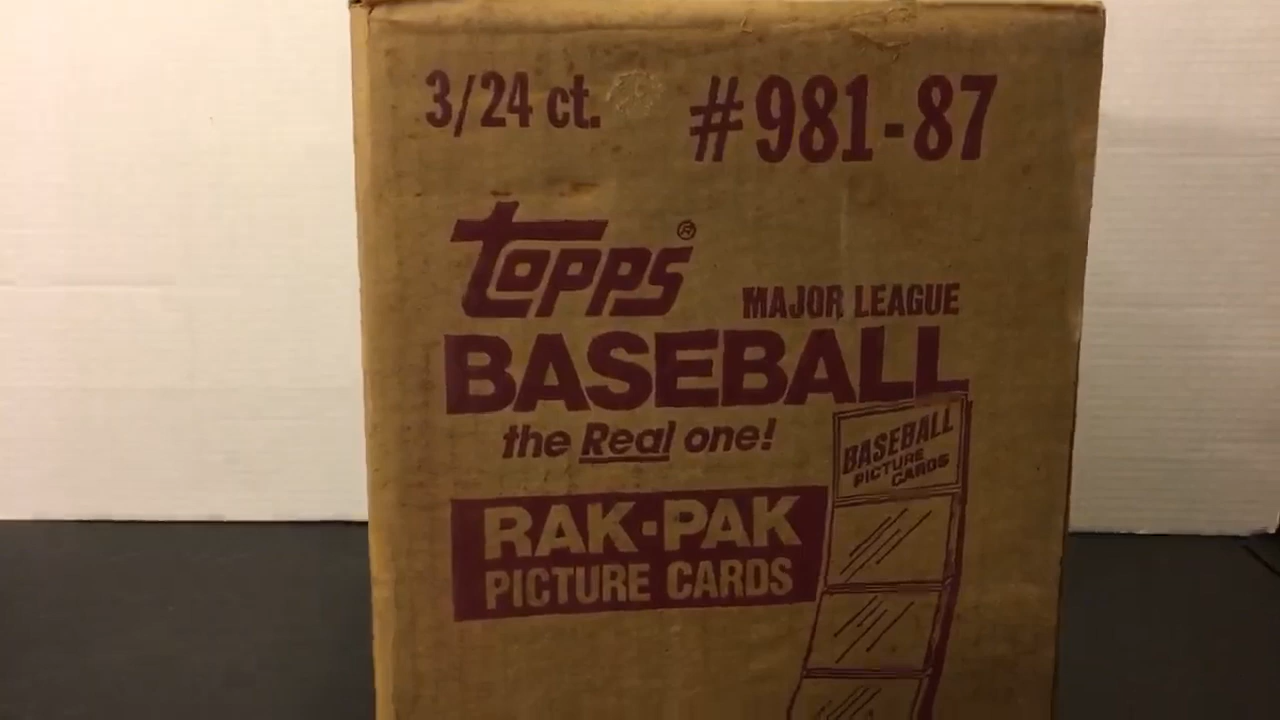 3/24 ct. #981-87
Topps®
MAJOR LEAGUE
BASEBALL
the Real one!
BASEBALL
PICTURE
CARDS
RAK-PAK
PICTURE CARDS